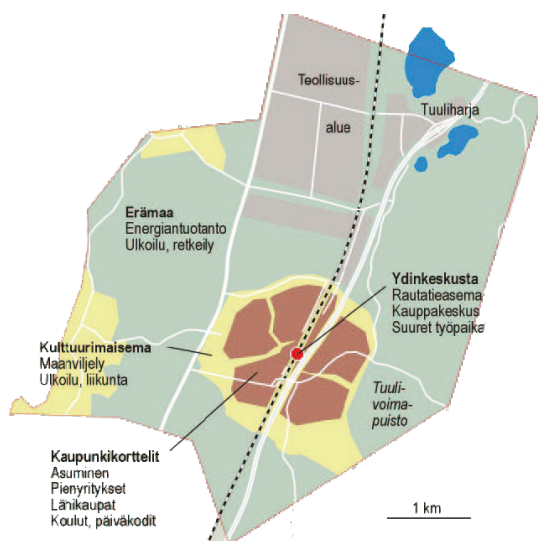 Teollisuus-
alue
Tuuliharja
Erämaa
Energiantuotanto
Ulkoilu, retkeily
Ydinkeskusta
Rautatieasema
Kauppakeskus
Suuret työpaika
Kulttuurimaisema
Maanviljely
Ulkoilu, liikunta
Tuuli-
voima-
puisto
Kaupunkikorttelit
Asuminen
Pienyritykset
Lähikaupat
Koulut, päiväkodit
1 km